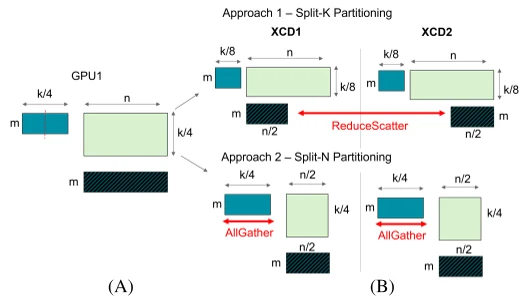 Approach 1 – Split-K Partitioning
XCD1
XCD2
k/8
n
k/8
n
m
k/8
m
k/8
n/2
n/2
ReduceScatter
GPU1
k/4
n
m
k/4
m
Approach 2 – Split-N Partitioning
k/4
n/2
k/4
n/2
m
k/4
m
k/4
AllGather
AllGather
n/2
n/2
m
m
(A)
(B)